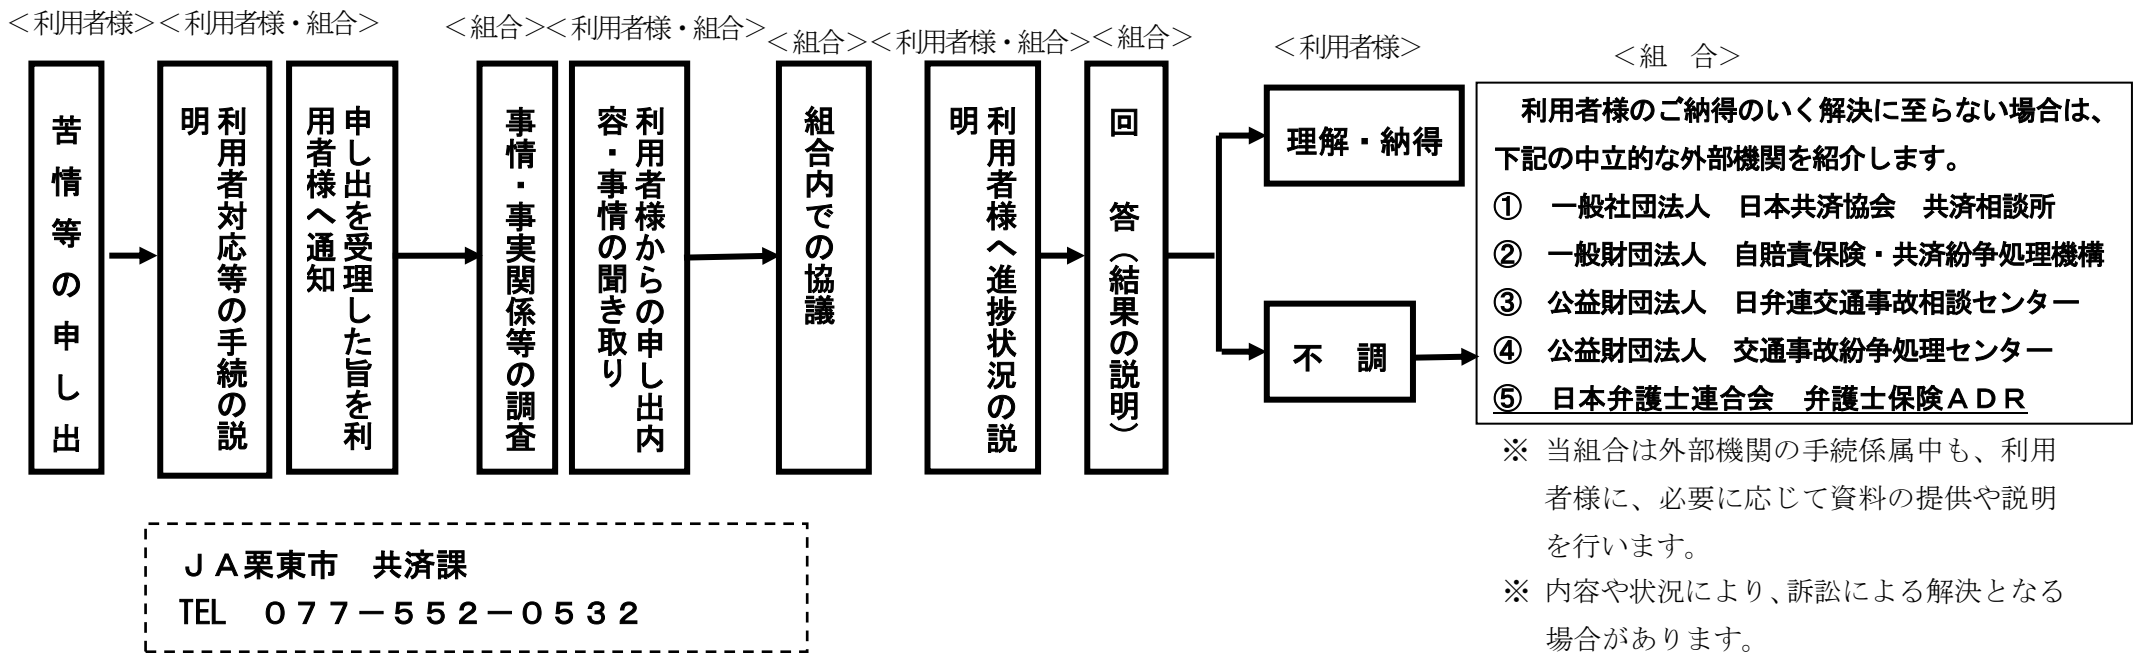 ＜利用者様＞
＜利用者様・組合＞
＜組合＞
＜利用者様・組合＞
＜組合＞
＜利用者様・組合＞
＜組合＞
＜利用者様＞
＜組　合＞
苦情等の申し出
利用者対応等の手続の説
明
申し出を受理した旨を利
用者様へ通知
事情・事実関係等の調査
利用者様からの申し出内
容・事情の聞き取り
組合内での協議
利用者様へ進捗状況の説
明
回　答（結果の説明）
理解・納得
不　調
利用者様のご納得のいく解決に至らない場合は、
下記の中立的な外部機関を紹介します。
①　一般社団法人　日本共済協会　共済相談所
②　一般財団法人　自賠責保険・共済紛争処理機構
③　公益財団法人　日弁連交通事故相談センター
④　公益財団法人　交通事故紛争処理センター
⑤　日本弁護士連合会　弁護士保険ＡＤＲ
※ 当組合は外部機関の手続係属中も、利用
者様に、必要に応じて資料の提供や説明
を行います。
※ 内容や状況により、訴訟による解決となる
場合があります。
ＪＡ栗東市　共済課
TEL　０７７－５５２－０５３２